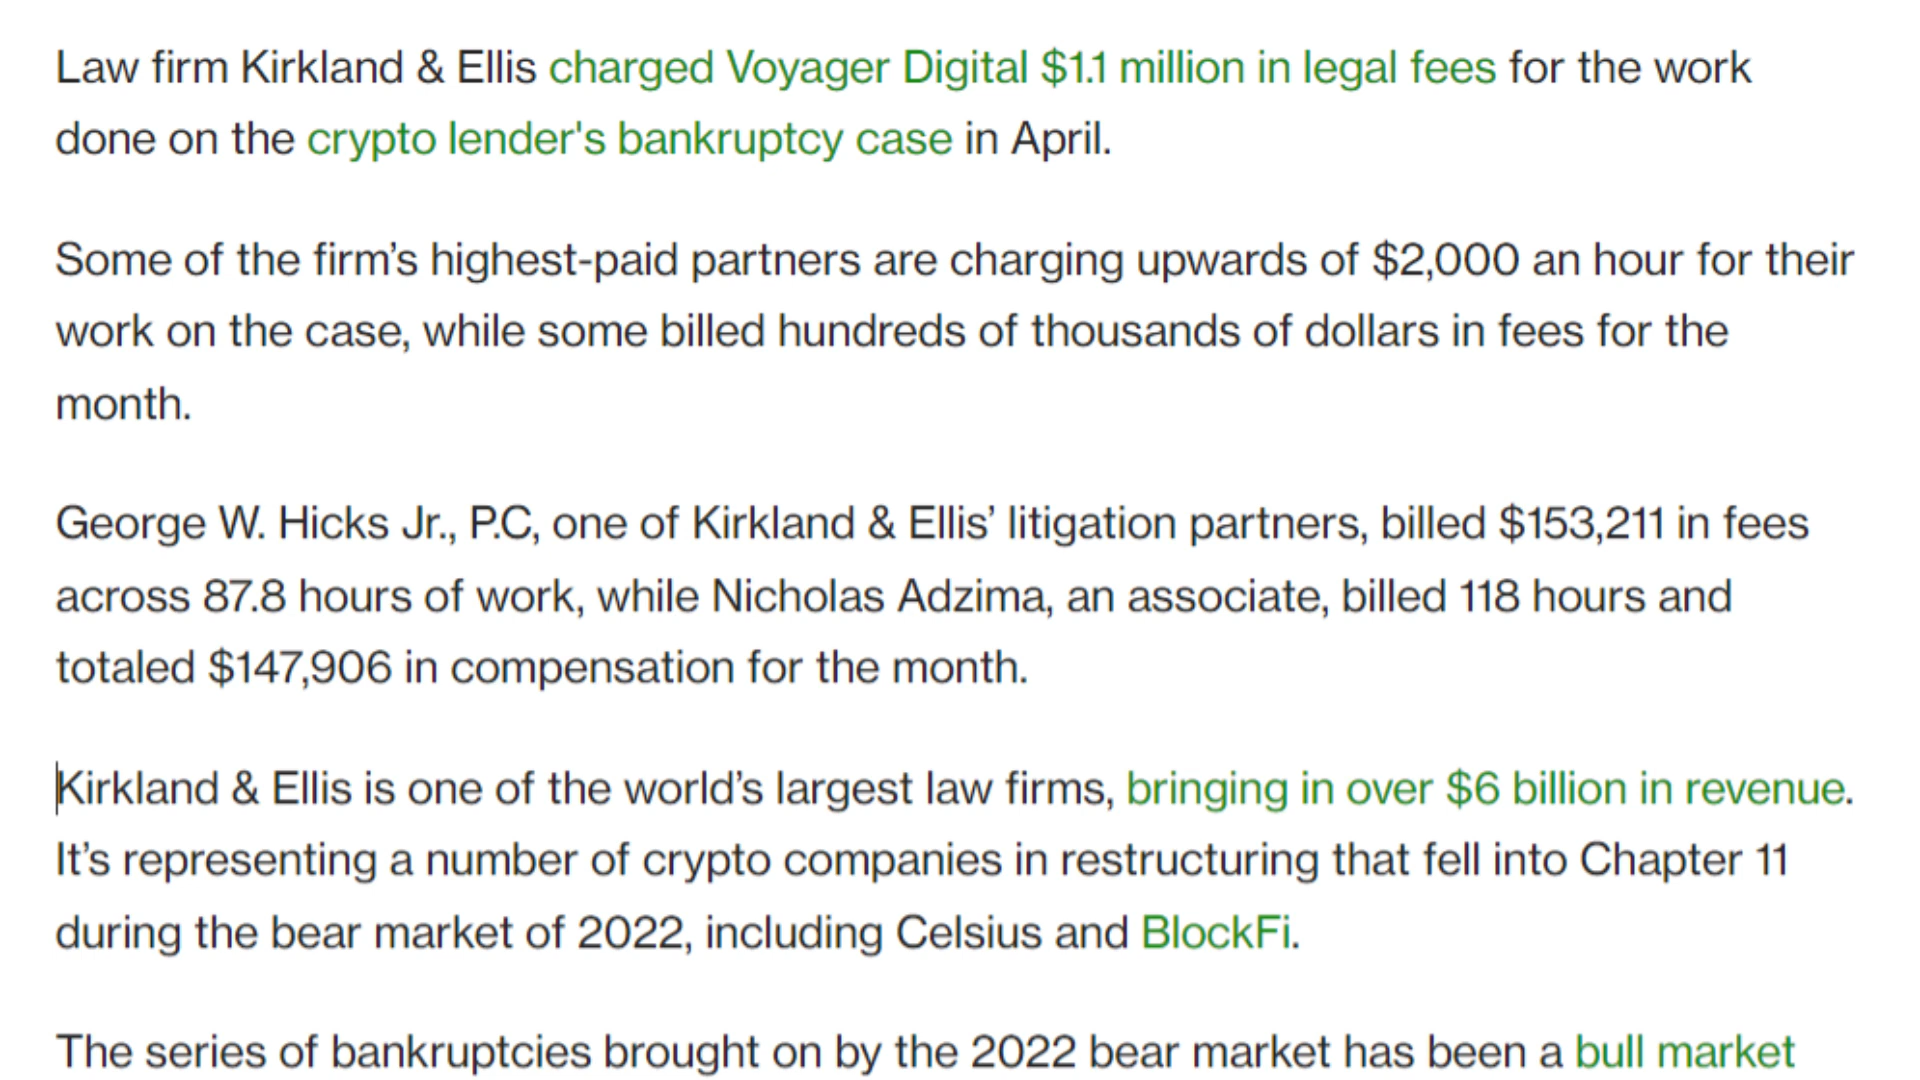 Law firm Kirkland & Ellis charged Voyager Digital $1.1 million in legal fees for the work
done on the crypto lender's bankruptcy case in April.
Some of the firm’s highest-paid partners are charging upwards of $2,000 an hour for their
work on the case, while some billed hundreds of thousands of dollars in fees for the
month.
George W. Hicks Jr., P.C, one of Kirkland & Ellis’ litigation partners, billed $153,211 in fees
across 87.8 hours of work, while Nicholas Adzima, an associate, billed 118 hours and
totaled $147,906 in compensation for the month.
Kirkland & Ellis is one of the world’s largest law firms, bringing in over $6 billion in revenue.
It’s representing a number of crypto companies in restructuring that fell into Chapter 11
during the bear market of 2022, including Celsius and BlockFi.
The series of bankruptcies brought on by the 2022 bear market has been a bull market